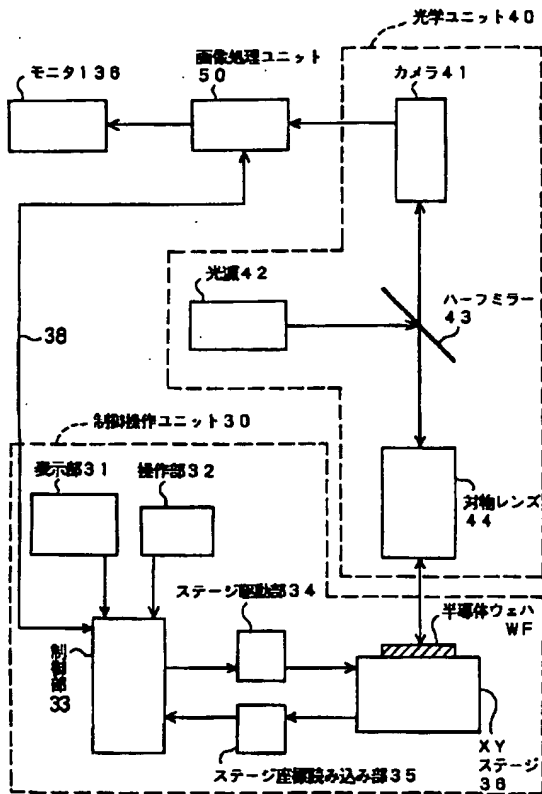 光学ユニット40
画像処理ユニット
50
モニタ136
カメラ41
光源42
ハーフミラー
43
38
制御操作ユニット30
表示部31
操作部32
対物レンズ
44
ステージ駆動部34
半導体ウェハ
WF
制御部
33
ステージ座標読み込み部35
XY
ステージ
36